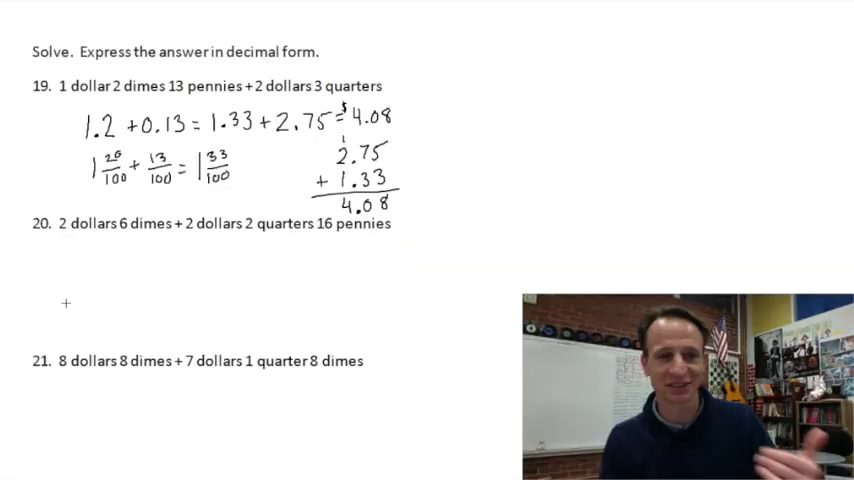 Solve. Express the answer in decimal form.
19. 1 dollar 2 dimes 13 pennies + 2 dollars 3 quarters
1.2 + 0.13 = 1.33 + 2.75 = $4.08
1 20/100 + 13/100 = 1 33/100
1
2.75
+ 1.33
4.08
20. 2 dollars 6 dimes + 2 dollars 2 quarters 16 pennies
21. 8 dollars 8 dimes + 7 dollars 1 quarter 8 dimes